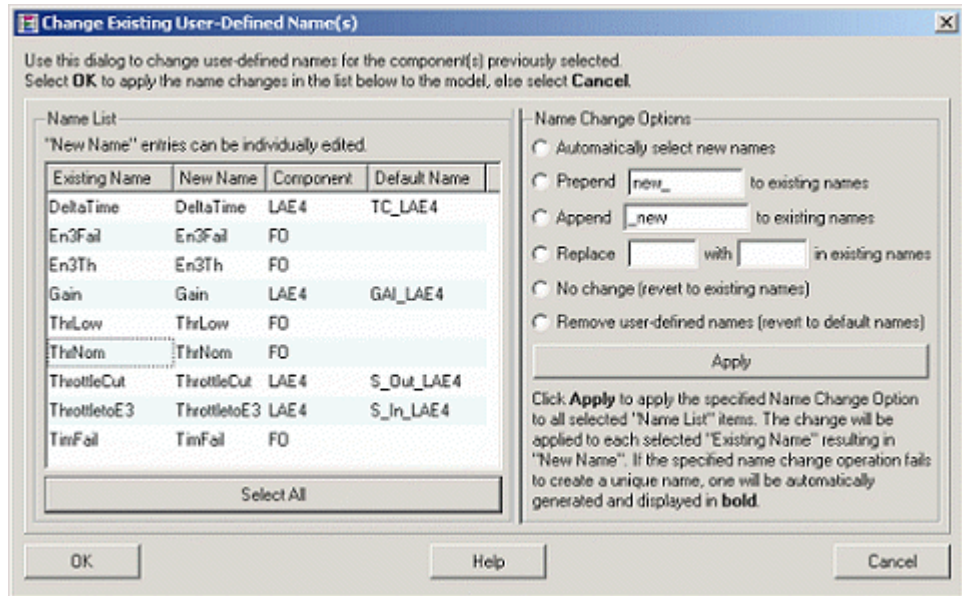 Change Existing User-Defined Name(s)
Use this dialog to change user-defined names for the component(s) previously selected.
Select OK to apply the name changes in the list below to the model, else select Cancel.
Name List
"New Name" entries can be individually edited.
Existing Name New Name Component Default Name
DeltaTime DeltaTime LAE4 TC_LAE4
En3Fail En3Fail FO
En3Th En3Th FO
Gain Gain LAE4 GAI_LAE4
ThrLow ThrLow FO
ThrNom ThrNom FO
ThrottleCut ThrottleCut LAE4 S_Out_LAE4
ThrottletoE3 ThrottletoE3 LAE4 S_In_LAE4
TimFail TimFail FO
Select All
Name Change Options
Automatically select new names
Prepend new_ to existing names
Append _new to existing names
Replace with in existing names
No change (revert to existing names)
Remove user-defined names (revert to default names)
Apply
Click Apply to apply the specified Name Change Option
to all selected "Name List" items. The change will be
applied to each selected "Existing Name" resulting in
"New Name". If the specified name change operation fails
to create a unique name, one will be automatically
generated and displayed in bold.
OK Help Cancel